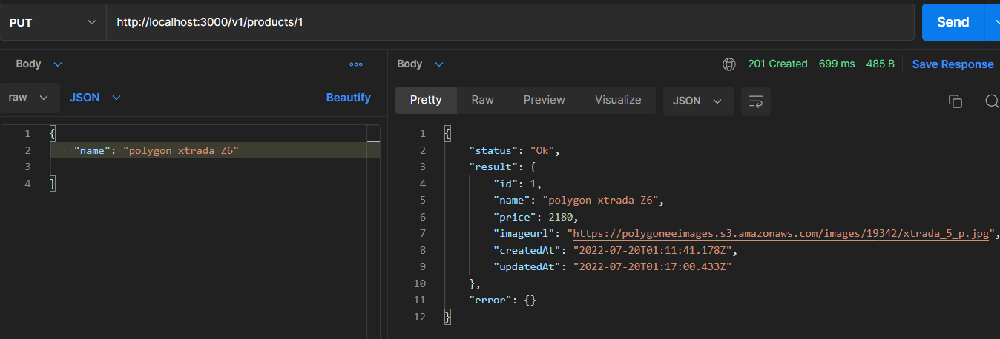 PUT http://localhost:3000/v1/products/1 Send
Body Body 201 Created 699 ms 485 B Save Response
raw JSON Beautify Pretty Raw Preview Visualize JSON
1 {
2 "name": "polygon xtrada Z6"
3
4 }
1 {
2 "status": "Ok",
3 "result": {
4 "id": 1,
5 "name": "polygon xtrada Z6",
6 "price": 2180,
7 "imageurl": "https://polygoneeimages.s3.amazonaws.com/images/19342/xtrada_5_p.jpg",
8 "createdAt": "2022-07-20T01:11:41.178Z",
9 "updatedAt": "2022-07-20T01:17:00.433Z"
10 },
11 "error": {}
12 }